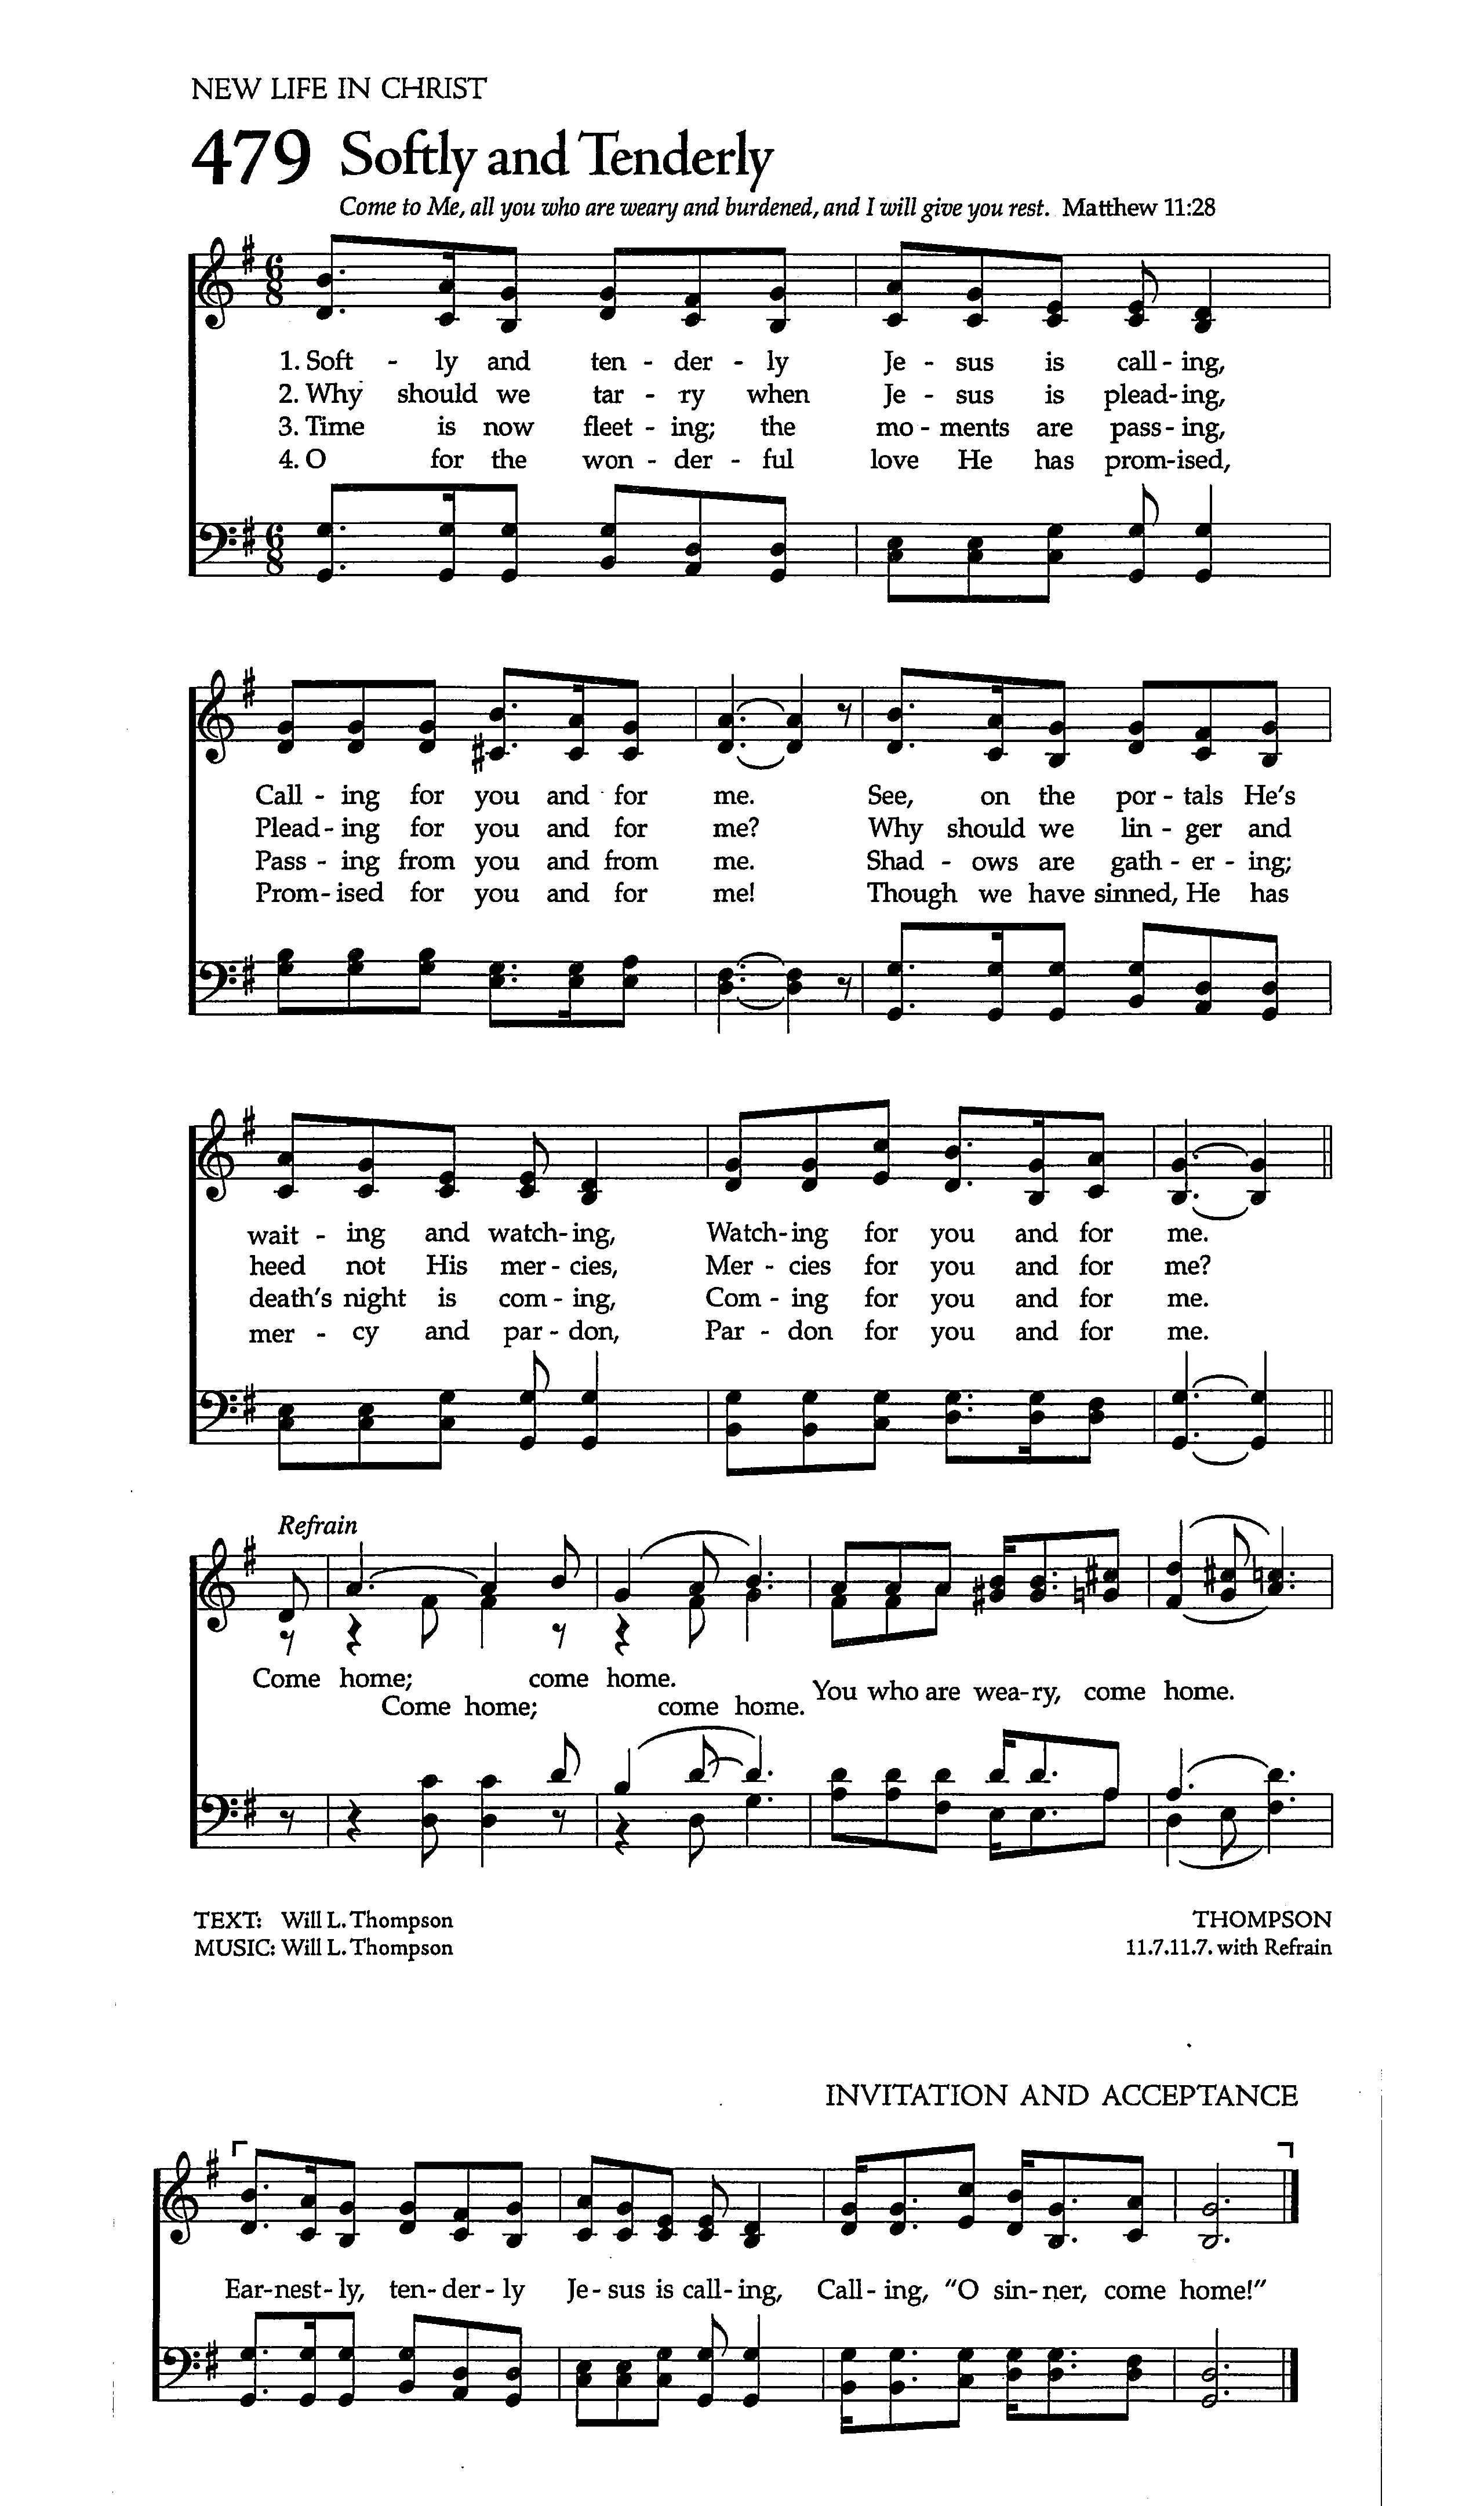 NEW LIFE IN CHRIST
479 Softly and Tenderly
Come to Me, all you who are weary and burdened, and I will give you rest. Matthew 11:28
6 8
1. Soft - ly and ten - der - ly Je - sus is call - ing,
2. Why should we tar - ry when Je - sus is plead - ing,
3. Time is now fleet - ing; the mo - ments are pass - ing,
4. O for the won - der - ful love He has prom - ised,
6 8
Call - ing for you and for me. See, on the por - tals He's
Plead - ing for you and for me? Why should we lin - ger and
Pass - ing from you and from me. Shad - ows are gath - er - ing;
Prom - ised for you and for me! Though we have sinned, He has
wait - ing and watch - ing, Watch - ing for you and for me.
heed not His mer - cies, Mer - cies for you and for me?
death's night is com - ing, Com - ing for you and for me.
mer - cy and par - don, Par - don for you and for me.
Refrain
Come home; come home. You who are wea - ry, come home.
Come home; come home.
TEXT: Will L. Thompson THOMPSON
MUSIC: Will L. Thompson 11.7.11.7. with Refrain
INVITATION AND ACCEPTANCE
Ear - nest - ly, ten - der - ly Je - sus is call - ing, Call - ing, "O sin - ner, come home!"